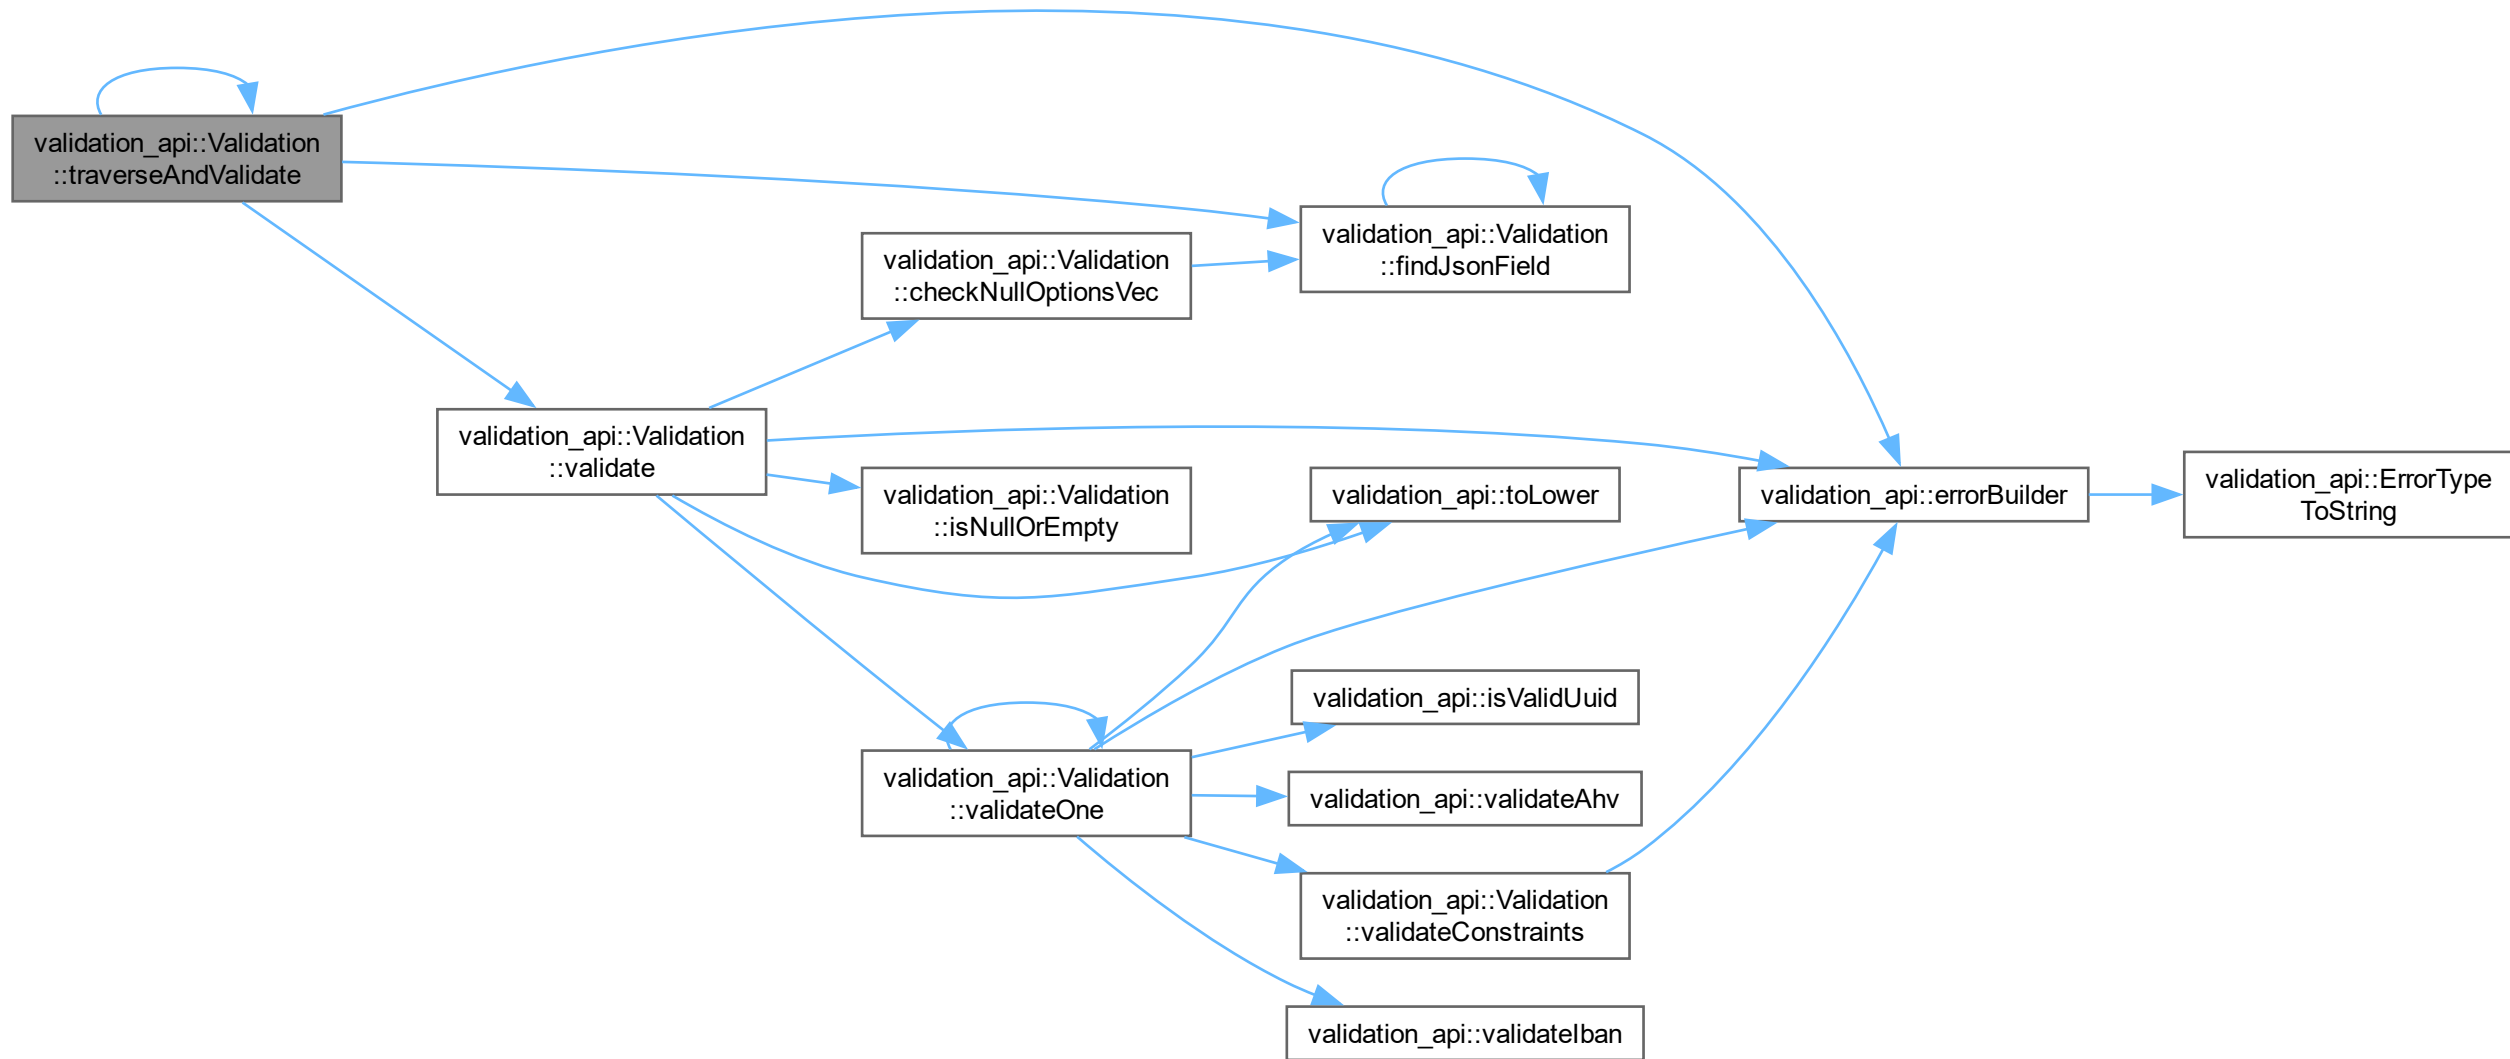 validation_api::Validation
::traverseAndValidate
validation_api::Validation
::findJsonField
validation_api::Validation
::checkNullOptionsVec
validation_api::Validation
::validate
validation_api::Validation
::isNullOrEmpty
validation_api::toLower
validation_api::errorBuilder
validation_api::ErrorType
ToString
validation_api::isValidUuid
validation_api::Validation
::validateOne
validation_api::validateAhv
validation_api::Validation
::validateConstraints
validation_api::validateIban